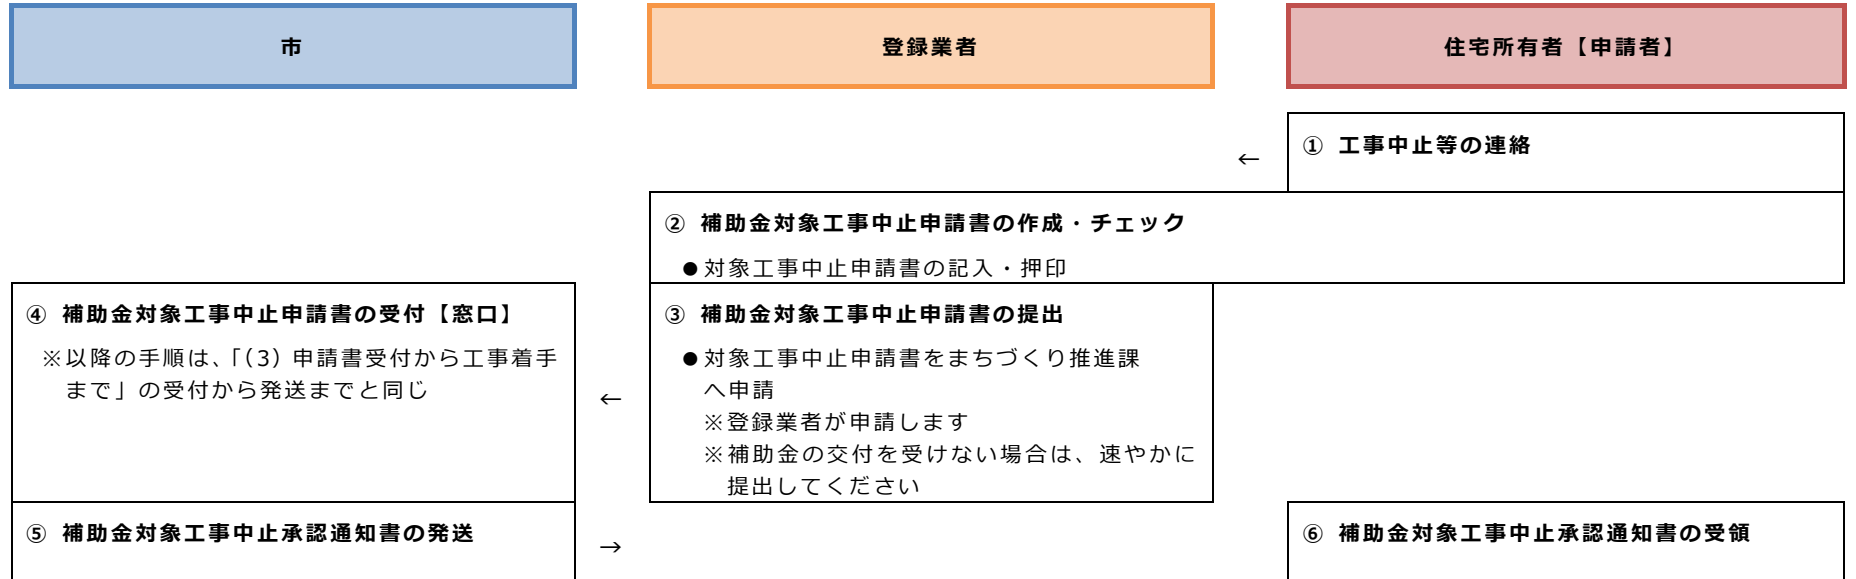 市
登録業者
住宅所有者【申請者】
① 工事中止等の連絡
←
② 補助金対象工事中止申請書の作成・チェック
●対象工事中止申請書の記入・押印
③ 補助金対象工事中止申請書の提出
●対象工事中止申請書をまちづくり推進課
へ申請
※登録業者が申請します
※補助金の交付を受けない場合は、速やかに
提出してください
←
④ 補助金対象工事中止申請書の受付【窓口】
※以降の手順は、「(3) 申請書受付から工事着手
まで」の受付から発送までと同じ
⑤ 補助金対象工事中止承認通知書の発送
→
⑥ 補助金対象工事中止承認通知書の受領